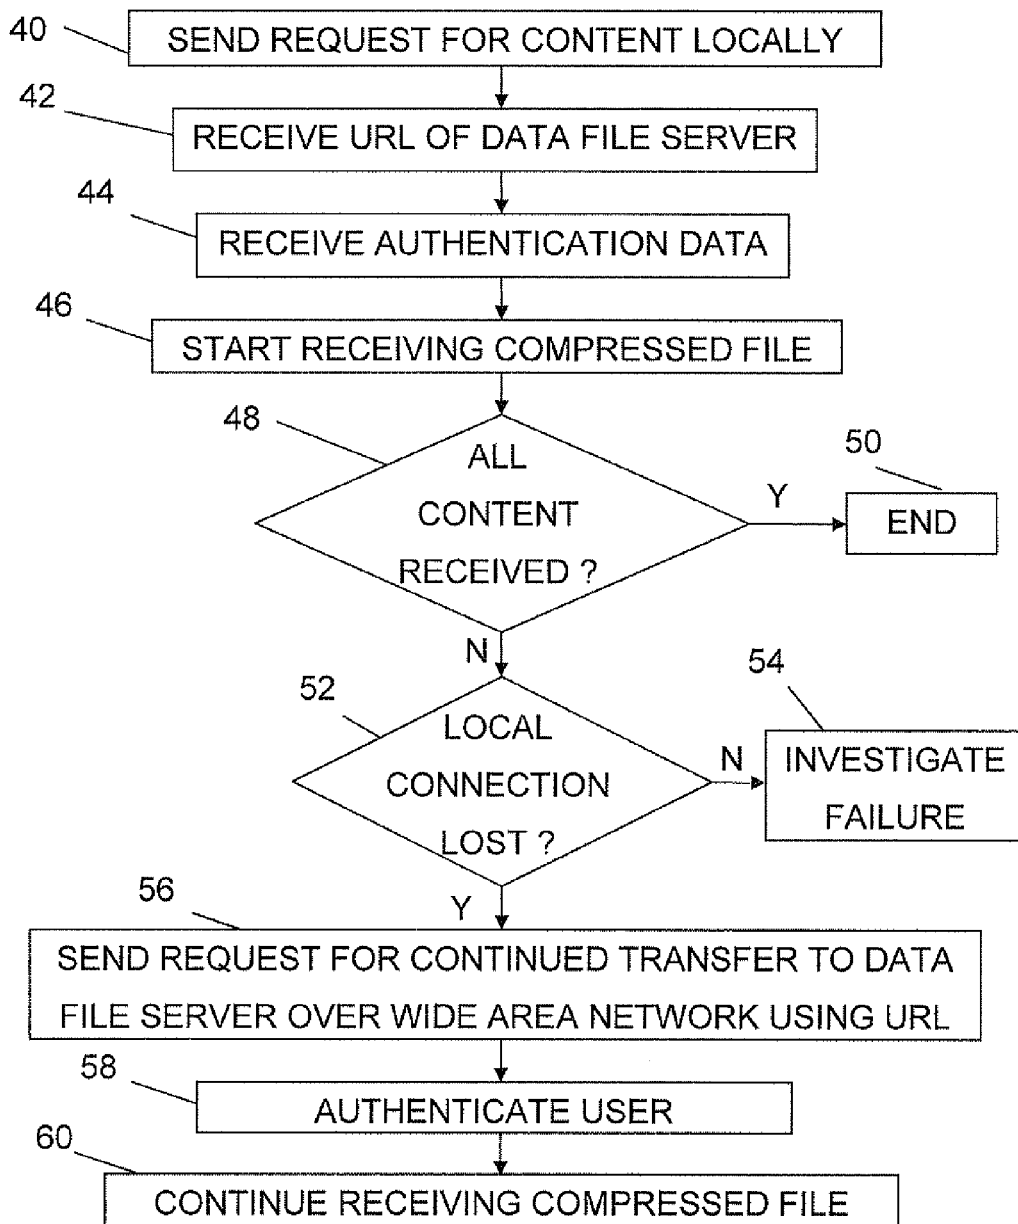 40
SEND REQUEST FOR CONTENT LOCALLY
42
RECEIVE URL OF DATA FILE SERVER
44
RECEIVE AUTHENTICATION DATA
46
START RECEIVING COMPRESSED FILE
48
ALL
CONTENT
RECEIVED ?
Y
50
END
N
52
LOCAL
CONNECTION
LOST ?
N
54
INVESTIGATE
FAILURE
Y
56
SEND REQUEST FOR CONTINUED TRANSFER TO DATA
FILE SERVER OVER WIDE AREA NETWORK USING URL
58
AUTHENTICATE USER
60
CONTINUE RECEIVING COMPRESSED FILE